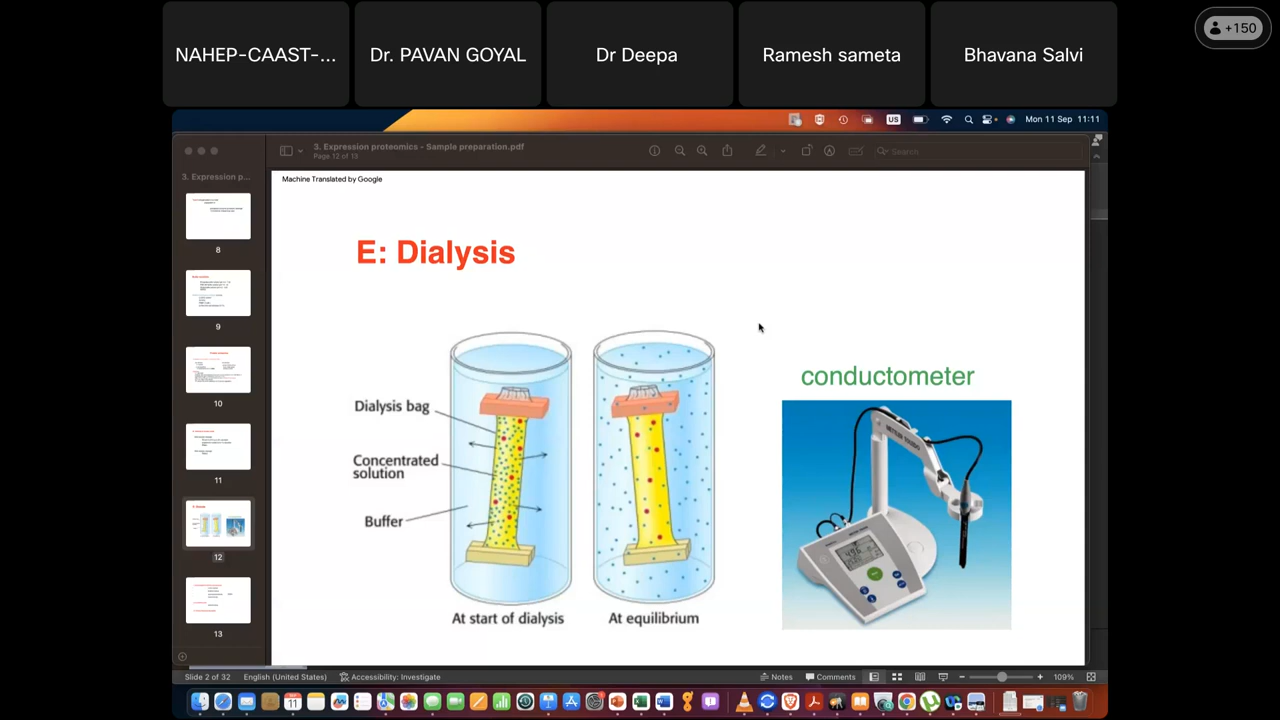 NAHEP-CAAST-...
Dr. PAVAN GOYAL
Dr Deepa
Ramesh sameta
Bhavana Salvi
+150
US
Mon 11 Sep 11:11
3. Expression proteomics - Sample preparation.pdf
Page 12 of 13
Search
3. Expression p...
8
9
10
11
12
13
Machine Translated by Google
E: Dialysis
Dialysis bag
Concentrated
solution
Buffer
At start of dialysis
At equilibrium
conductometer
Slide 2 of 32
English (United States)
Accessibility: Investigate
Notes
Comments
109%